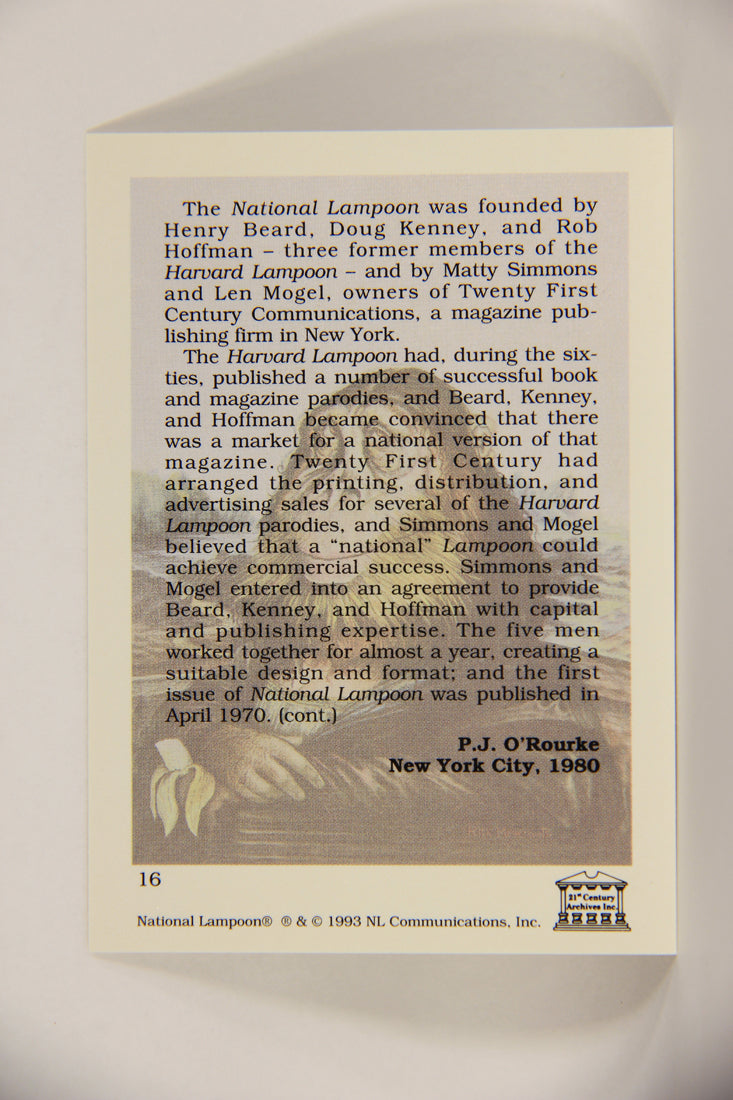 The National Lampoon was founded by
Henry Beard, Doug Kenney, and Rob
Hoffman – three former members of the
Harvard Lampoon – and by Matty Simmons
and Len Mogel, owners of Twenty First
Century Communications, a magazine pub-
lishing firm in New York.
The Harvard Lampoon had, during the six-
ties, published a number of successful book
and magazine parodies, and Beard, Kenney,
and Hoffman became convinced that there
was a market for a national version of that
magazine. Twenty First Century had
arranged the printing, distribution, and
advertising sales for several of the Harvard
Lampoon parodies, and Simmons and Mogel
believed that a “national” Lampoon could
achieve commercial success. Simmons and
Mogel entered into an agreement to provide
Beard, Kenney, and Hoffman with capital
and publishing expertise. The five men
worked together for almost a year, creating a
suitable design and format; and the first
issue of National Lampoon was published in
April 1970. (cont.)
P.J. O’Rourke
New York City, 1980
16
21st Century
Archives Inc.
National Lampoon® ® & © 1993 NL Communications, Inc.